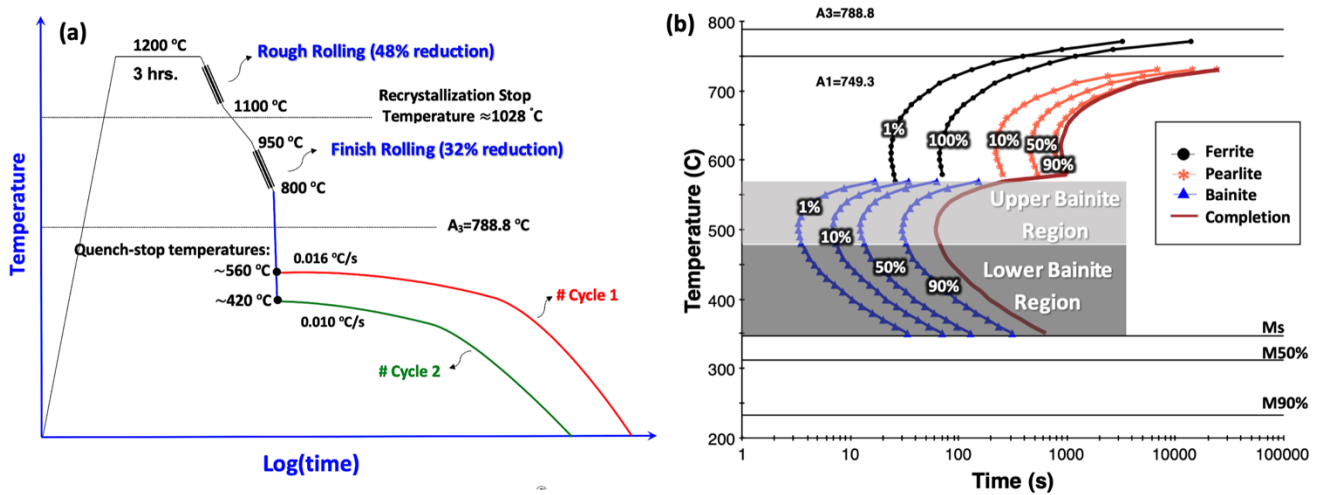 (a)
1200 °C
3 hrs.
Rough Rolling (48% reduction)
1100 °C
Recrystallization Stop
Temperature ≈1028 °C
950 °C
Finish Rolling (32% reduction)
800 °C
A₃=788.8 °C
Quench-stop temperatures:
~560 °C
0.016 °C/s
~420 °C
0.010 °C/s
# Cycle 1
# Cycle 2
Temperature
Log(time)
(b)
A3=788.8
A1=749.3
1%
100%
10%
50%
90%
Ferrite
Pearlite
Bainite
Completion
1%
10%
50%
90%
Upper Bainite
Region
Lower Bainite
Region
Ms
M50%
M90%
Temperature (C)
800
700
600
500
400
300
200
1
10
100
1000
10000
100000
Time (s)